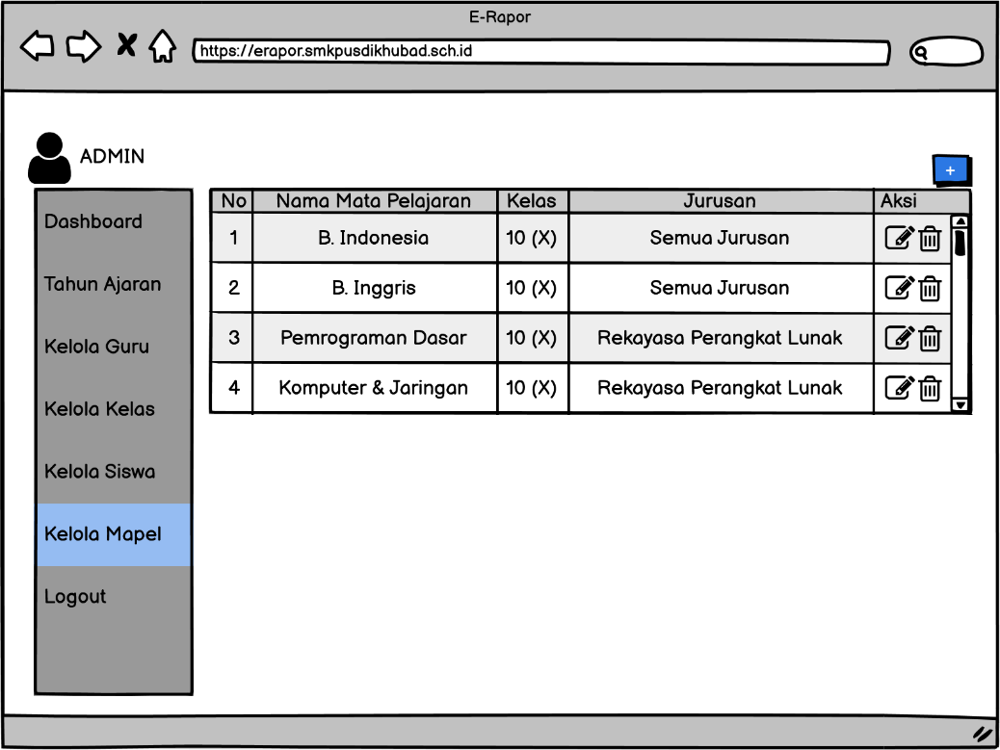 E-Rapor
https://erapor.smkpusdikhubad.sch.id
ADMIN
+
Dashboard
Tahun Ajaran
Kelola Guru
Kelola Kelas
Kelola Siswa
Kelola Mapel
Logout
No Nama Mata Pelajaran Kelas Jurusan Aksi
1 B. Indonesia 10 (X) Semua Jurusan
2 B. Inggris 10 (X) Semua Jurusan
3 Pemrograman Dasar 10 (X) Rekayasa Perangkat Lunak
4 Komputer & Jaringan 10 (X) Rekayasa Perangkat Lunak